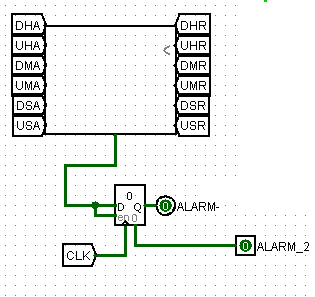 DHA DHR
UHA UHR
DMA DMR
UMA UMR
DSA DSR
USA USR
0
D Q 0 ALARM-
en 0
CLK 0 ALARM_2